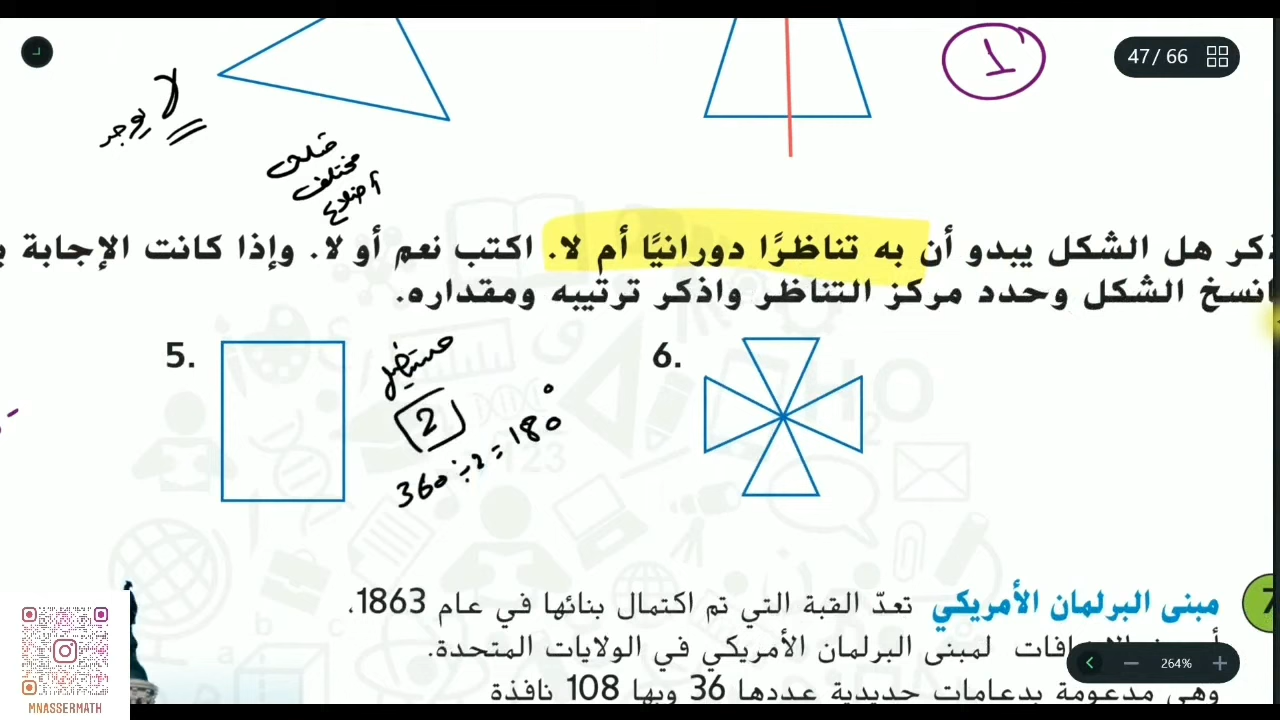 47/ 66
1
لا
يوجد
مختلف
أضلاع
ذكر هل الشكل يبدو أن به تناظرًا دورانيًا أم لا. اكتب نعم أو لا. وإذا كانت الإجابة
انسخ الشكل وحدد مركز التناظر واذكر ترتيبه ومقداره.
5.
مستطيل
2
360÷2=180°
6.
7
مبنى البرلمان الأمريكي تعدّ القبة التي تم اكتمال بنائها في عام 1863،
لمبنى البرلمان الأمريكي في الولايات المتحدة.
وهي مدعومة بدعامات حديدية عددها 36 وبها 108 نافذة
264%
MNASSERMATH